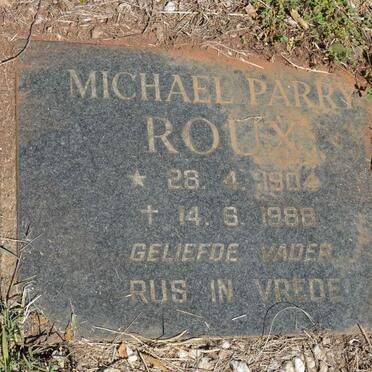 MICHAEL PARRY
ROUX
* 28. 4. 1904
† 14. 6. 1988
GELIEFDE VADER
RUS IN VREDE